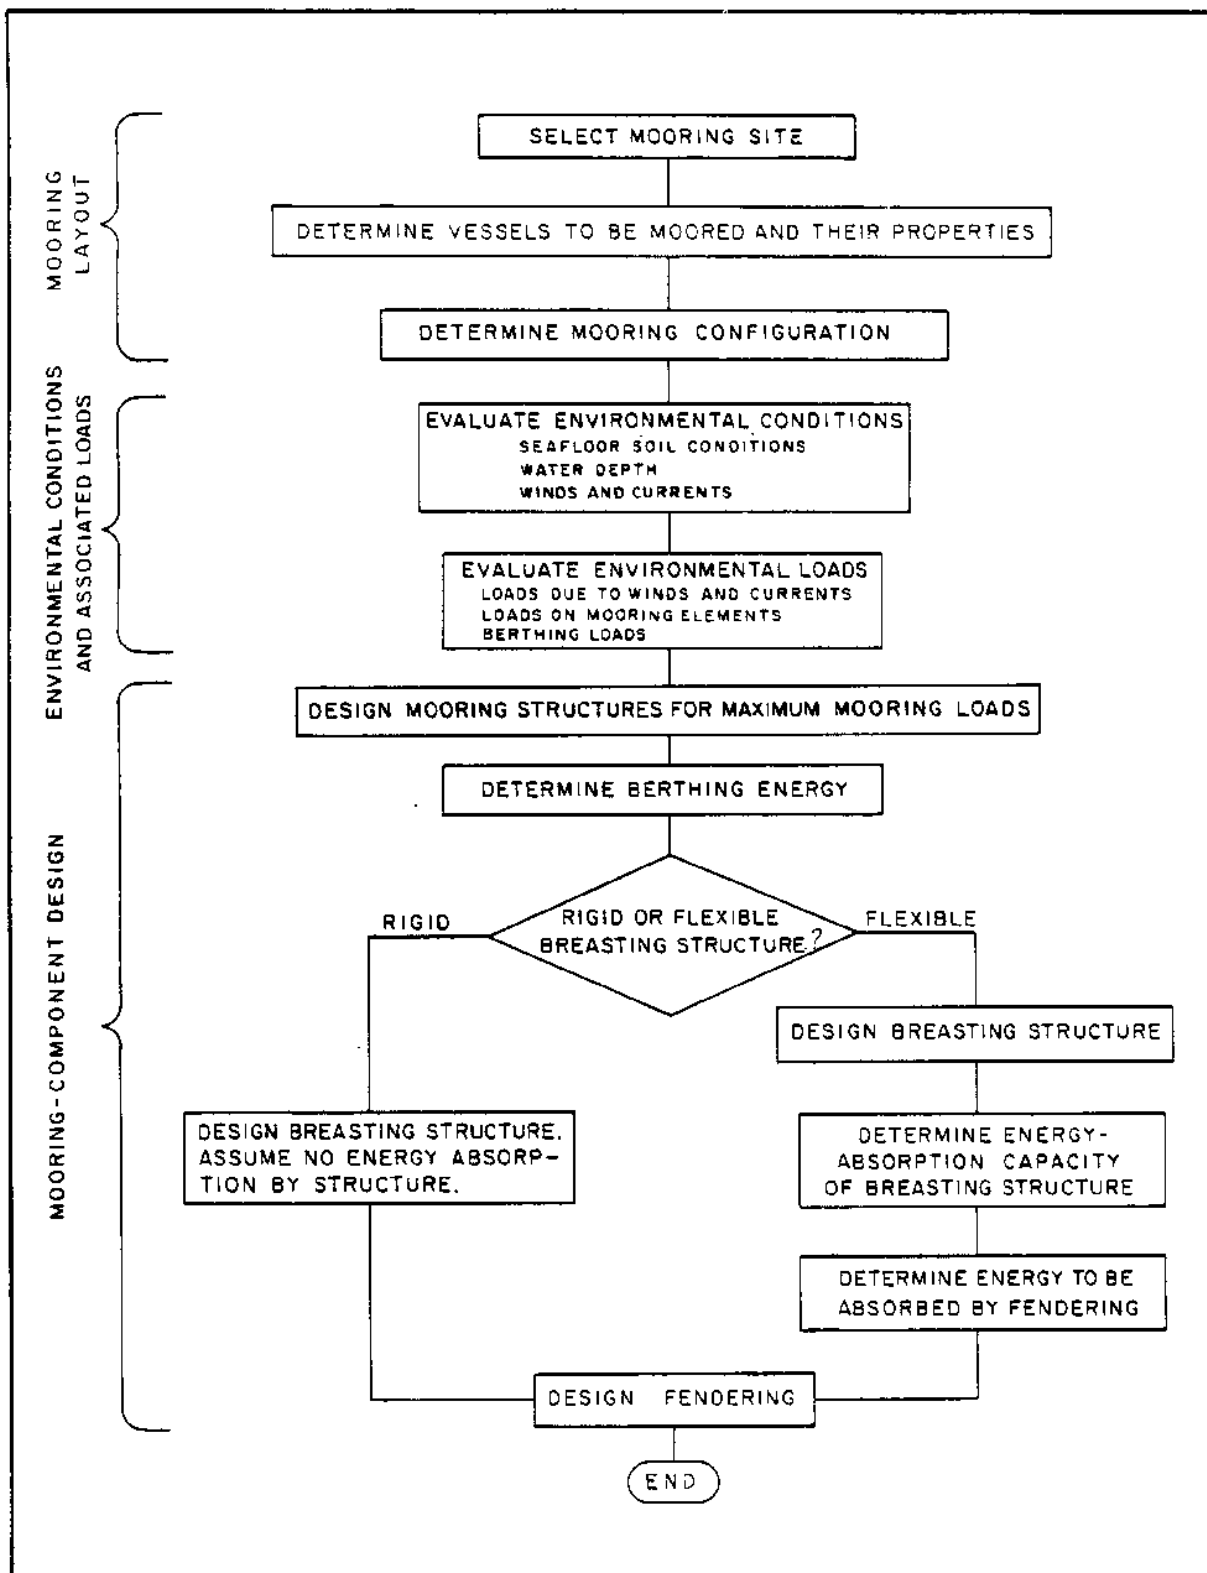 SELECT MOORING SITE
MOORING
LAYOUT
DETERMINE VESSELS TO BE MOORED AND THEIR PROPERTIES
DETERMINE MOORING CONFIGURATION
ENVIRONMENTAL CONDITIONS
AND ASSOCIATED LOADS
EVALUATE ENVIRONMENTAL CONDITIONS
SEAFLOOR SOIL CONDITIONS
WATER DEPTH
WINDS AND CURRENTS
EVALUATE ENVIRONMENTAL LOADS
LOADS DUE TO WINDS AND CURRENTS
LOADS ON MOORING ELEMENTS
BERTHING LOADS
MOORING-COMPONENT DESIGN
DESIGN MOORING STRUCTURES FOR MAXIMUM MOORING LOADS
DETERMINE BERTHING ENERGY
RIGID OR FLEXIBLE
BREASTING STRUCTURE?
RIGID
FLEXIBLE
DESIGN BREASTING STRUCTURE.
ASSUME NO ENERGY ABSORP-
TION BY STRUCTURE.
DESIGN BREASTING STRUCTURE
DETERMINE ENERGY-
ABSORPTION CAPACITY
OF BREASTING STRUCTURE
DETERMINE ENERGY TO BE
ABSORBED BY FENDERING
DESIGN FENDERING
END